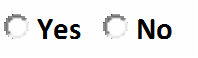 Yes No